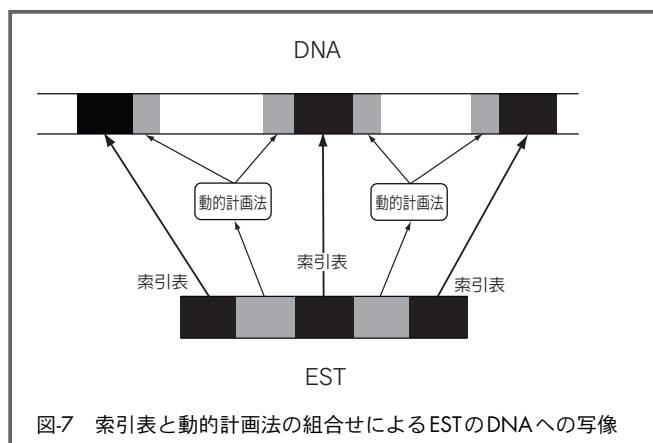 DNA
動的計画法
動的計画法
索引表
索引表
索引表
EST
図-7 索引表と動的計画法の組合せによるESTのDNAへの写像